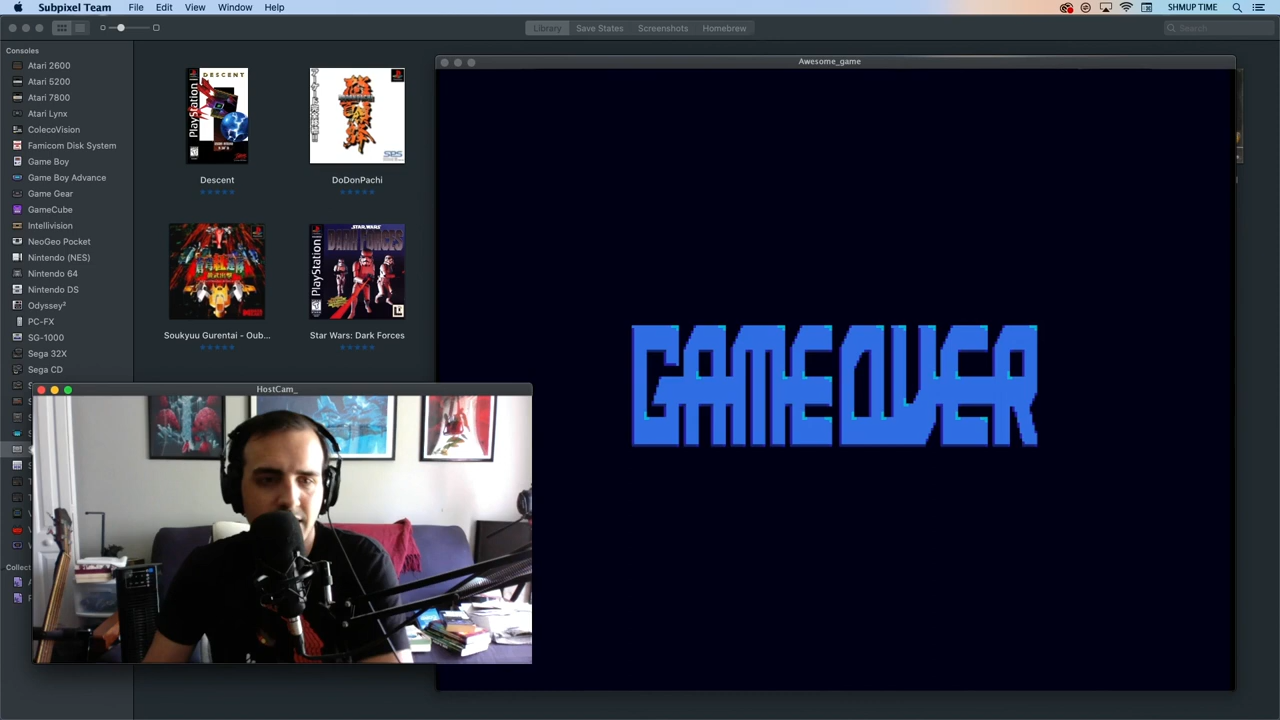 Subpixel Team File Edit View Window Help SHMUP TIME
Library Save States Screenshots Homebrew Search
Awesome_game
Consoles
Atari 2600
Atari 5200
Atari 7800
Atari Lynx
ColecoVision
Famicom Disk System
Game Boy
Game Boy Advance
Game Gear
GameCube
Intellivision
NeoGeo Pocket
Nintendo (NES)
Nintendo 64
Nintendo DS
Odyssey²
PC-FX
SG-1000
Sega 32X
Sega CD
Collect
DESCENT
PlayStation
Descent
DoDonPachi
Soukyuu Gurentai - Oub...
STAR WARS
DARK FORCES
PlayStation
Star Wars: Dark Forces
HostCam_
GAME OVER